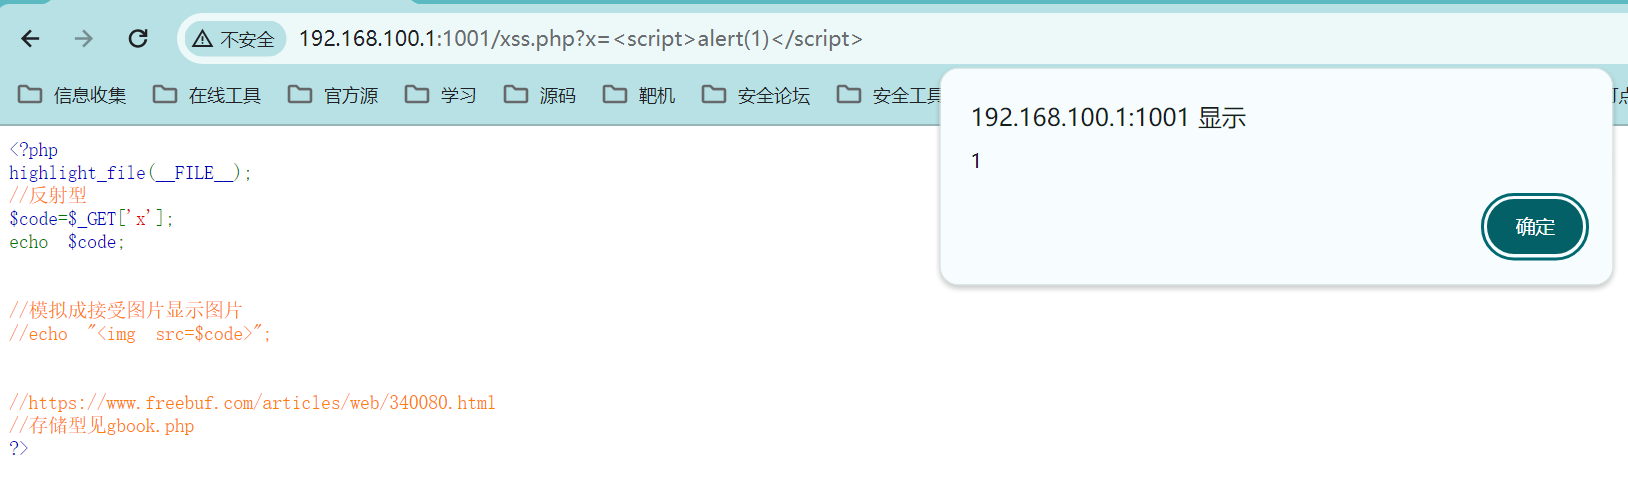 不安全 192.168.100.1:1001/xss.php?x=<script>alert(1)</script>
信息收集 在线工具 官方源 学习 源码 靶机 安全论坛 安全工具
192.168.100.1:1001 显示
1
确定
<?php
highlight_file(__FILE__);
//反射型
$code=$_GET['x'];
echo $code;
//模拟成接受图片显示图片
//echo "<img src=$code>";
//https://www.freebuf.com/articles/web/340080.html
//存储型见gbook.php
?>